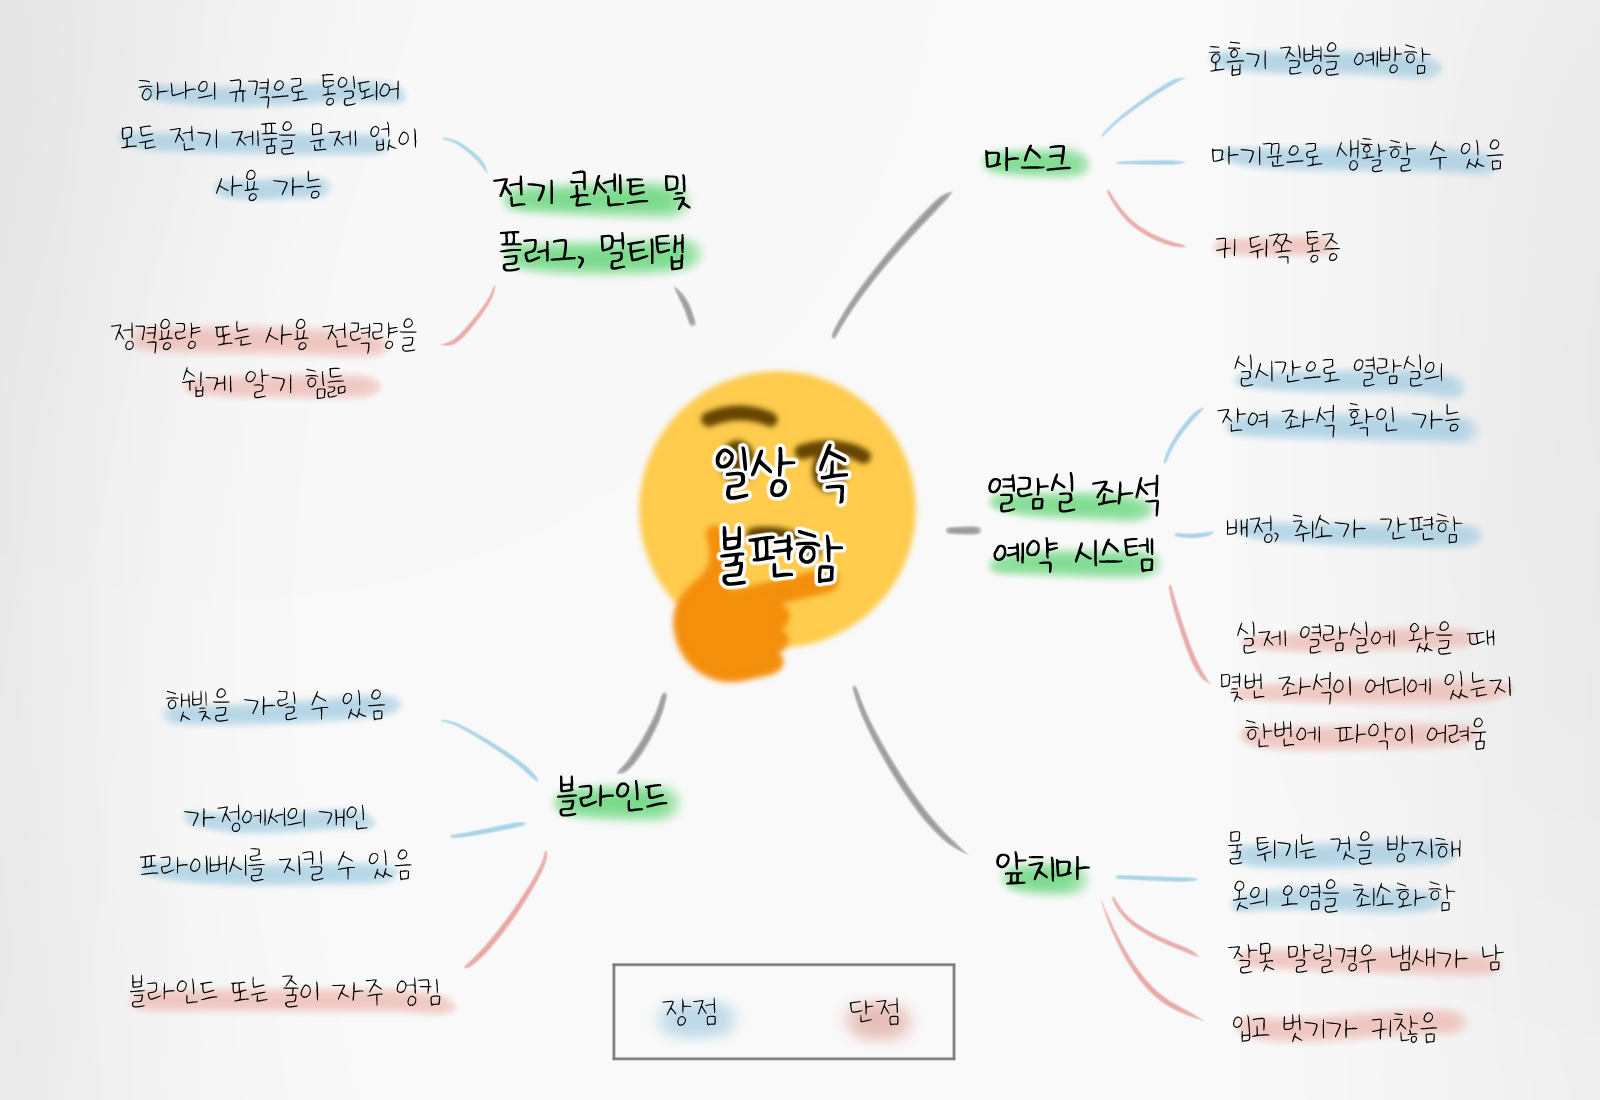 일상 속
불편함
전기 콘센트 및
플러그, 멀티탭
하나의 규격으로 통일되어
모든 전기 제품을 문제 없이
사용 가능
정격용량 또는 사용 전력량을
쉽게 알기 힘듦
마스크
호흡기 질병을 예방함
마기꾼으로 생활할 수 있음
귀 뒤쪽 통증
열람실 좌석
예약 시스템
실시간으로 열람실의
잔여 좌석 확인 가능
배정, 취소가 간편함
실제 열람실에 왔을 때
몇번 좌석이 어디에 있는지
한번에 파악이 어려움
블라인드
햇빛을 가릴 수 있음
가정에서의 개인
프라이버시를 지킬 수 있음
블라인드 또는 줄이 자주 엉킴
앞치마
물 튀기는 것을 방지해
옷의 오염을 최소화함
잘못 말릴경우 냄새가 남
입고 벗기가 귀찮음
장점
단점